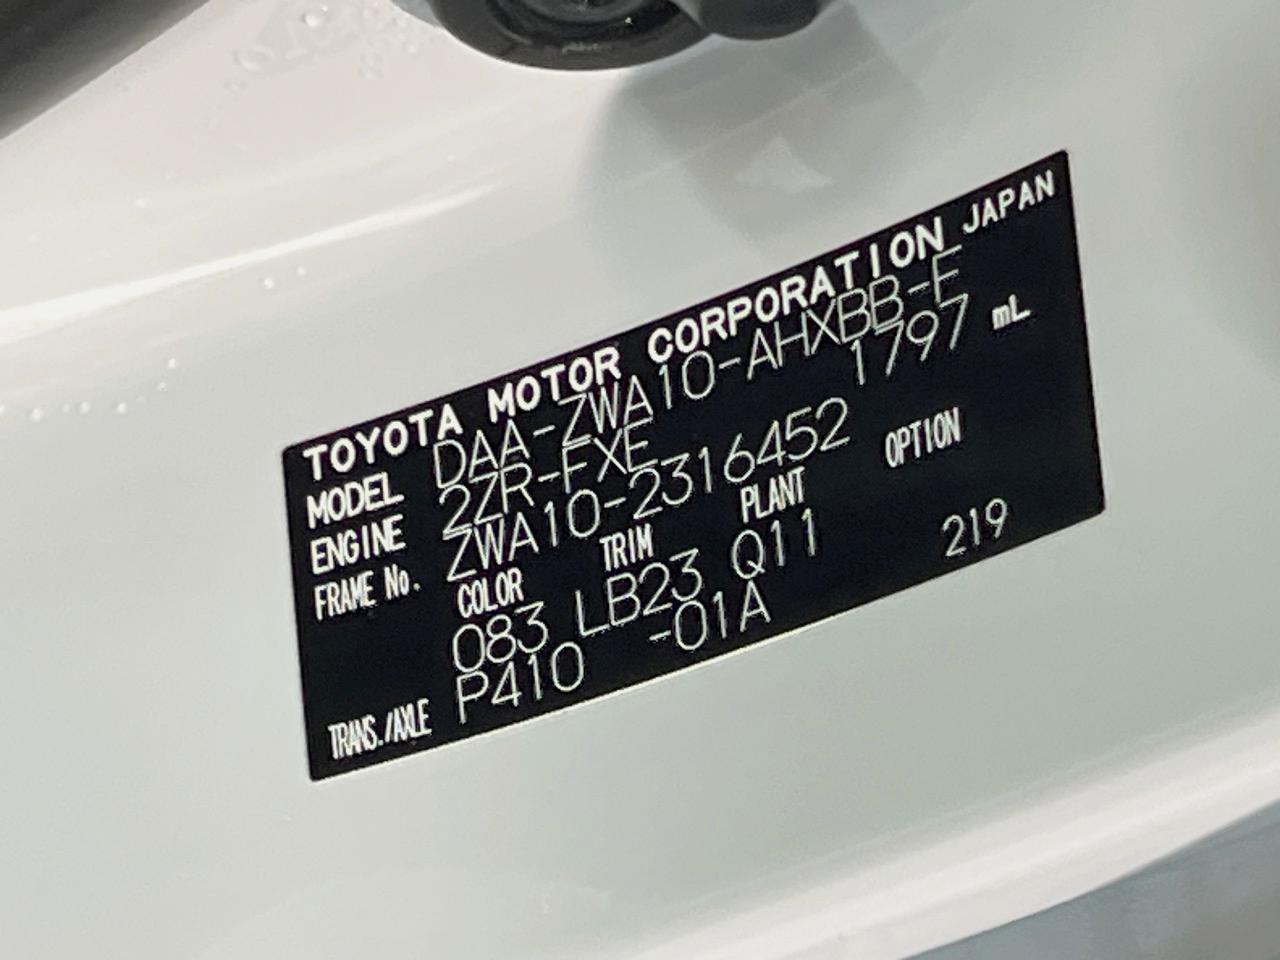 TOYOTA MOTOR CORPORATION JAPAN
MODEL DAA-ZWA10-AHXBB-F
ENGINE 2ZR-FXE 1797 mL
FRAME No. ZWA10-2316452
COLOR TRIM PLANT OPTION
083 LB23 Q11 219
TRANS./AXLE P410 -01A